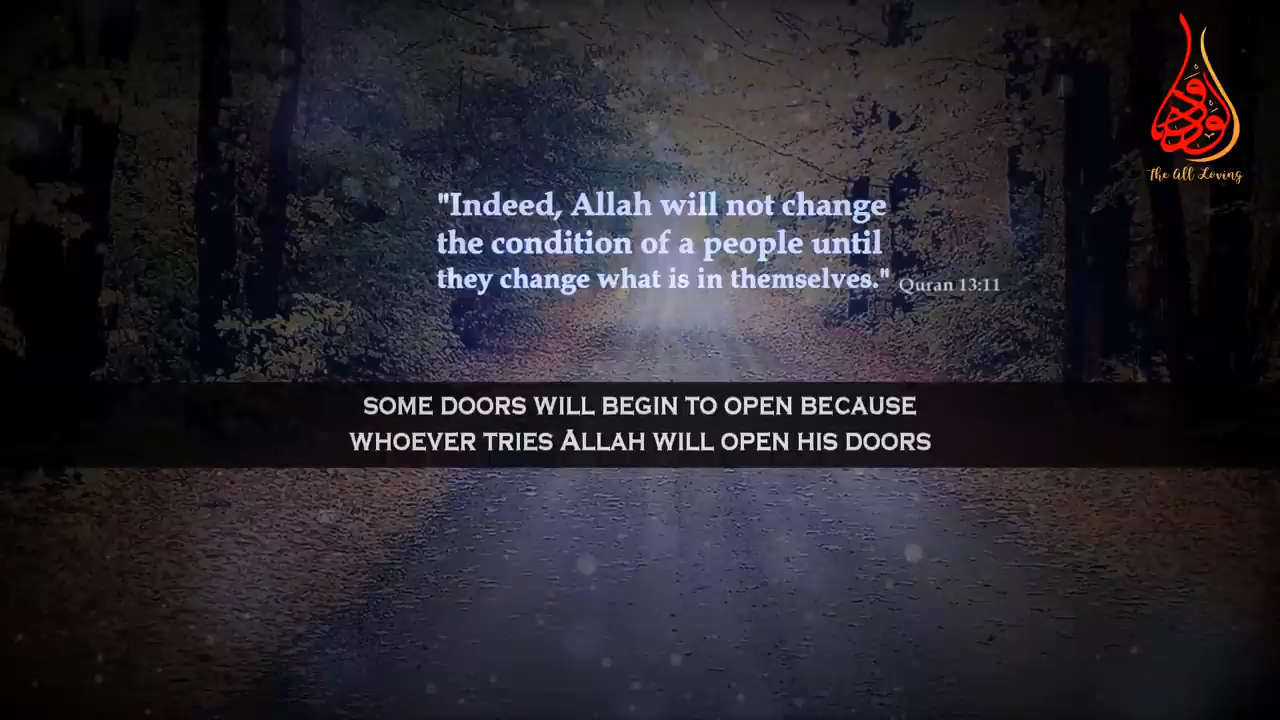 "Indeed, Allah will not change
the condition of a people until
they change what is in themselves." Quran 13:11
SOME DOORS WILL BEGIN TO OPEN BECAUSE
WHOEVER TRIES ALLAH WILL OPEN HIS DOORS
الودود
The All Loving